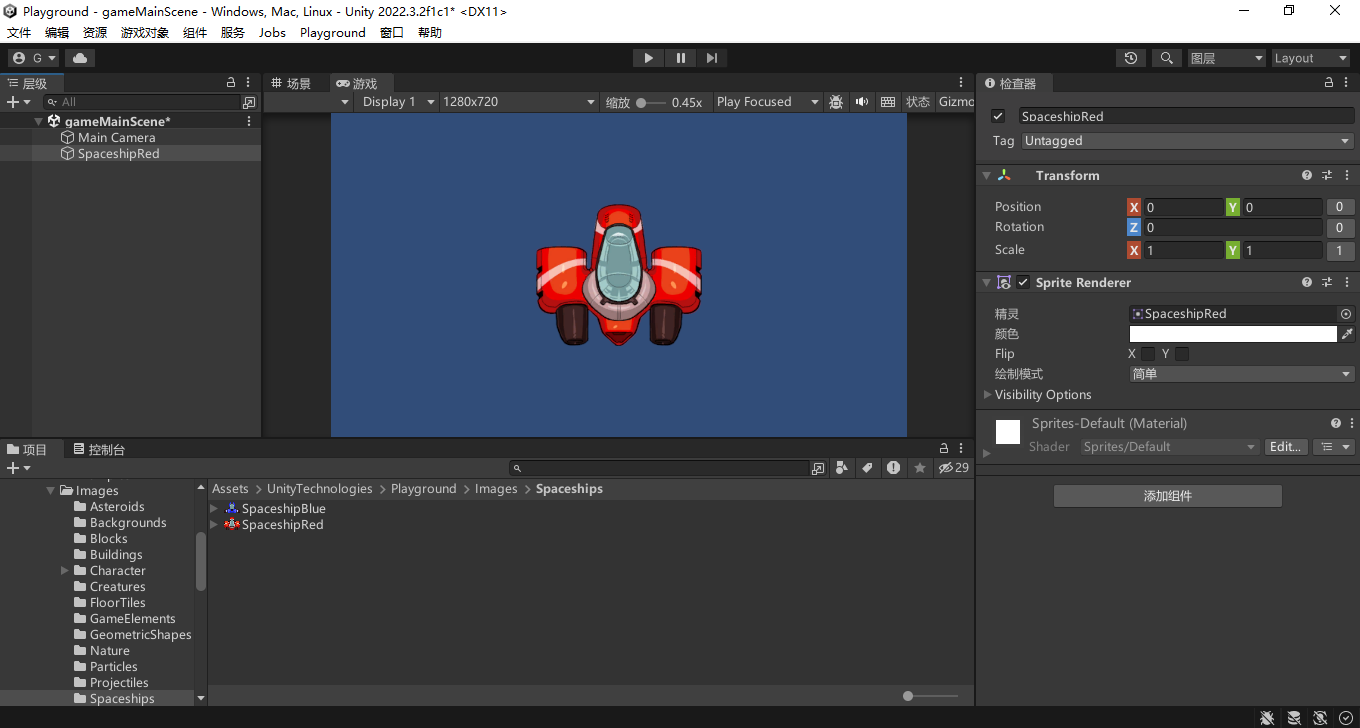 Playground - gameMainScene - Windows, Mac, Linux - Unity 2022.3.2f1c1* <DX11>
文件 编辑 资源 游戏对象 组件 服务 Jobs Playground 窗口 帮助
G 图层 Layout
层级 场景 游戏 检查器
All Display 1 1280x720 缩放 0.45x Play Focused 状态 Gizmo
gameMainScene*
Main Camera
SpaceshipRed
SpaceshipRed
Tag Untagged
Transform
Position X 0 Y 0 0
Rotation Z 0 0
Scale X 1 Y 1 1
Sprite Renderer
精灵 SpaceshipRed
颜色
Flip X Y
绘制模式 简单
Visibility Options
Sprites-Default (Material)
Shader Sprites/Default Edit...
添加组件
项目 控制台
29
Images
Asteroids
Backgrounds
Blocks
Buildings
Character
Creatures
FloorTiles
GameElements
GeometricShapes
Nature
Particles
Projectiles
Spaceships
Assets > UnityTechnologies > Playground > Images > Spaceships
SpaceshipBlue
SpaceshipRed